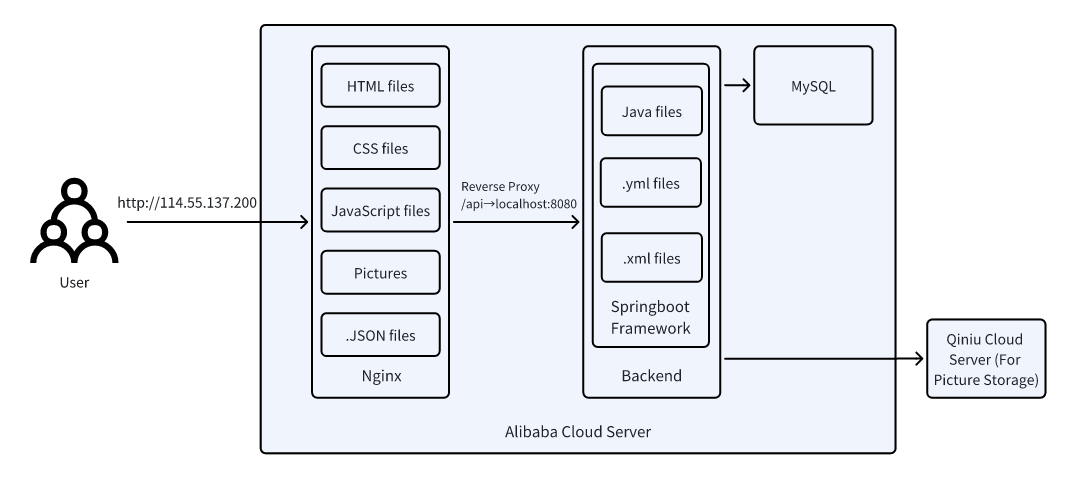 http://114.55.137.200
User
HTML files
CSS files
JavaScript files
Pictures
.JSON files
Nginx
Reverse Proxy
/api→localhost:8080
Java files
.yml files
.xml files
Springboot
Framework
Backend
MySQL
Qiniu Cloud
Server (For
Picture Storage)
Alibaba Cloud Server